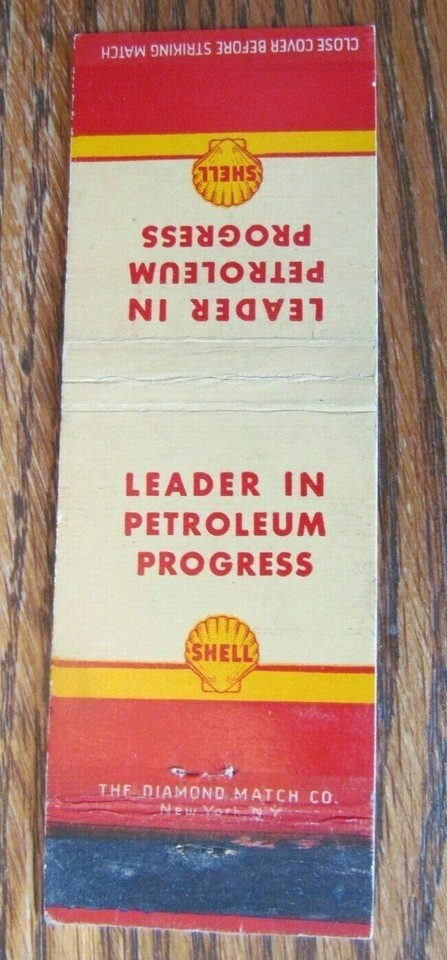 CLOSE COVER BEFORE STRIKING MATCH
SHELL
LEADER IN
PETROLEUM
PROGRESS
LEADER IN
PETROLEUM
PROGRESS
SHELL
THE DIAMOND MATCH CO.
New York N.Y.